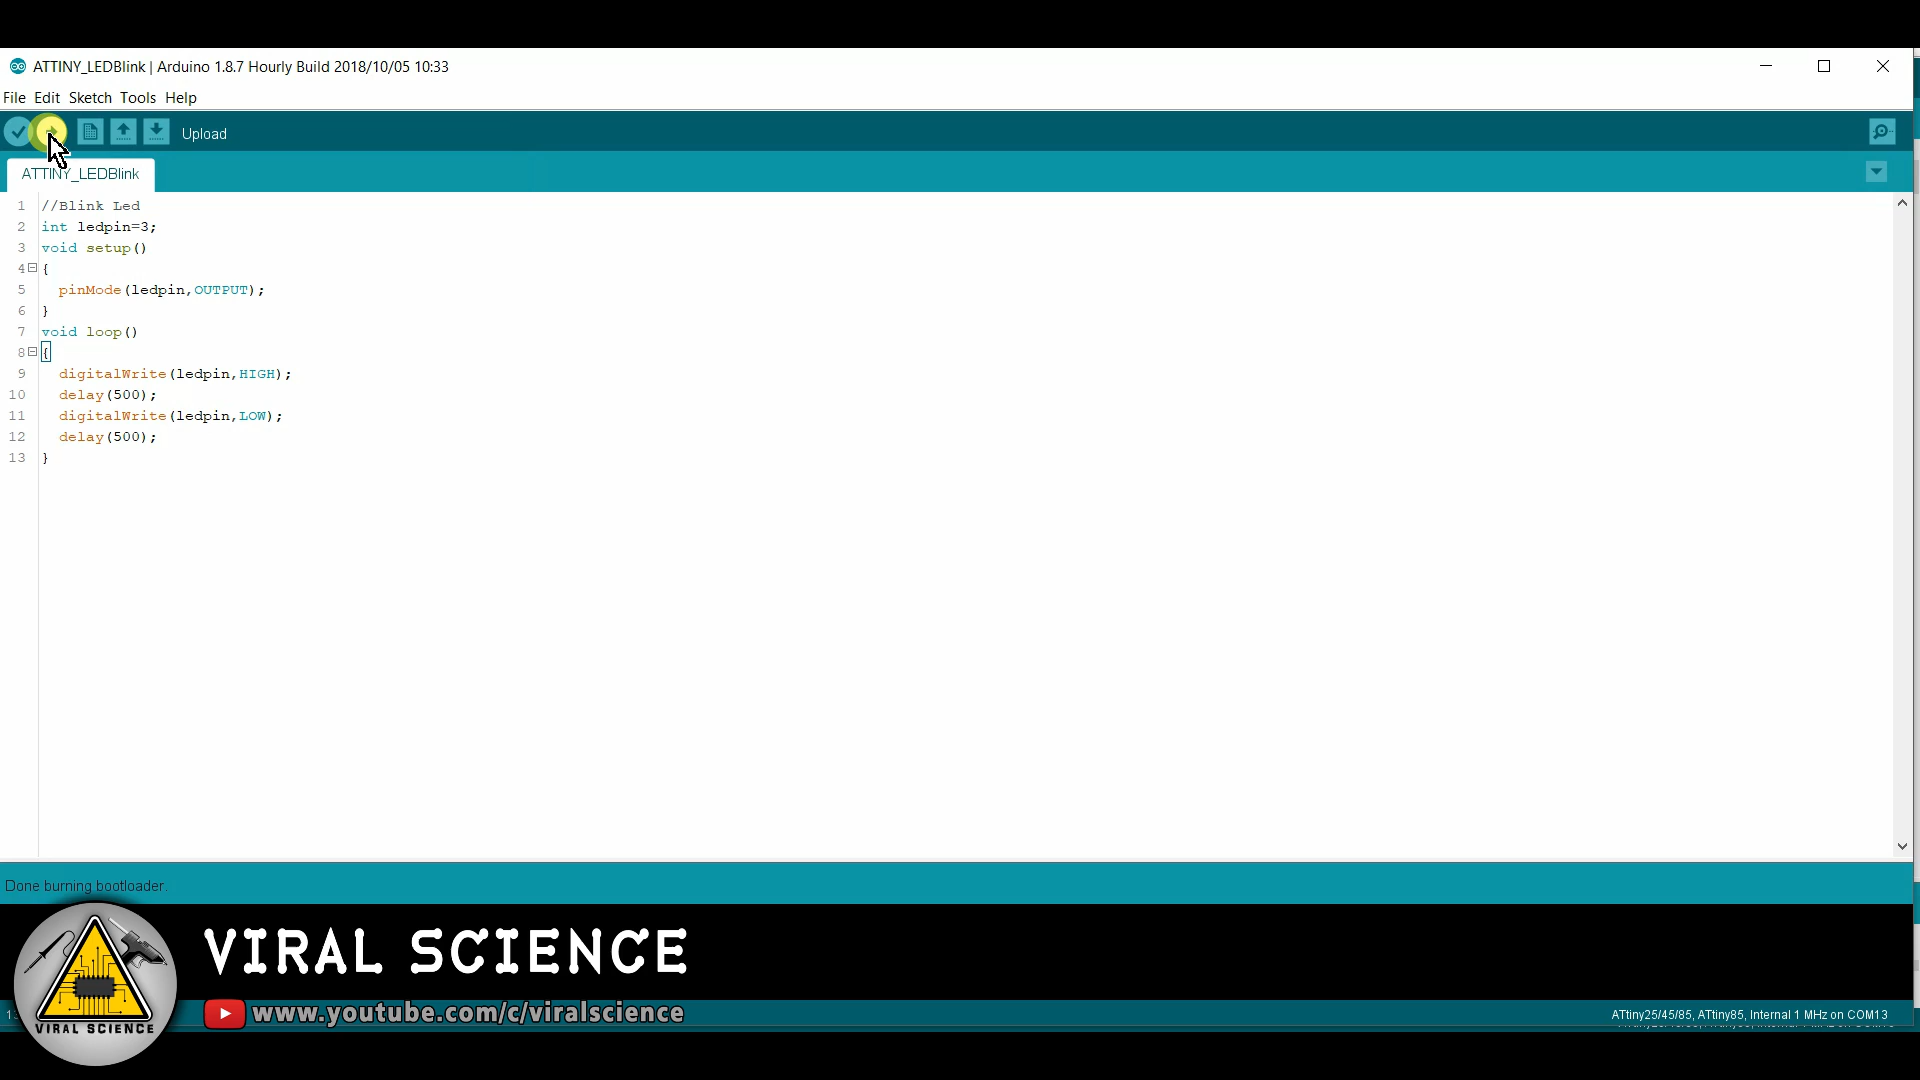 ATTINY_LEDBlink | Arduino 1.8.7 Hourly Build 2018/10/05 10:33
File Edit Sketch Tools Help
Upload
ATTINY_LEDBlink
1 //Blink Led
2 int ledpin=3;
3 void setup()
4 {
5 pinMode(ledpin,OUTPUT);
6 }
7 void loop()
8 {
9 digitalWrite(ledpin,HIGH);
10 delay(500);
11 digitalWrite(ledpin,LOW);
12 delay(500);
13 }
Done burning bootloader.
VIRAL SCIENCE
VIRAL SCIENCE
www.youtube.com/c/viralscience
ATtiny25/45/85, ATtiny85, Internal 1 MHz on COM13